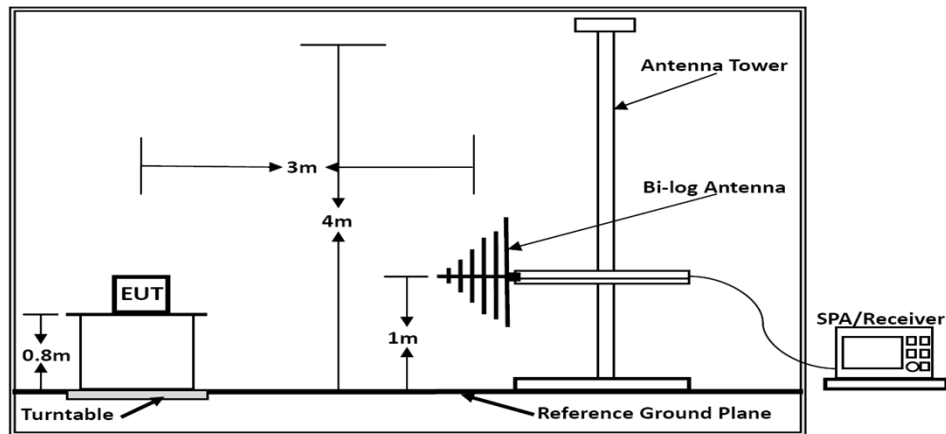 Antenna Tower
3m
Bi-log Antenna
4m
EUT
SPA/Receiver
1m
0.8m
Turntable
Reference Ground Plane